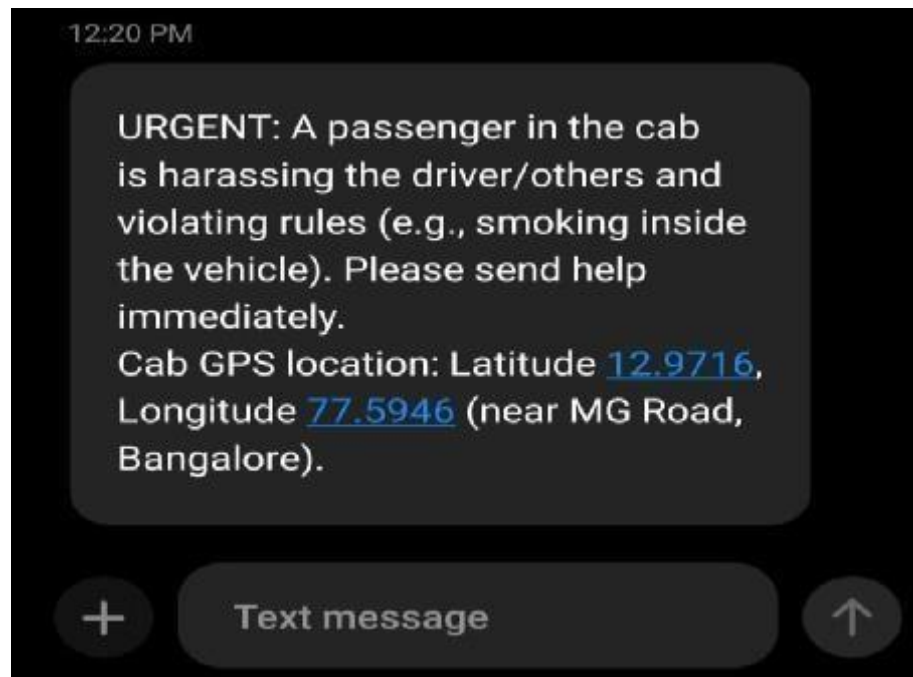 12:20 PM
URGENT: A passenger in the cab
is harassing the driver/others and
violating rules (e.g., smoking inside
the vehicle). Please send help
immediately.
Cab GPS location: Latitude 12.9716,
Longitude 77.5946 (near MG Road,
Bangalore).
Text message